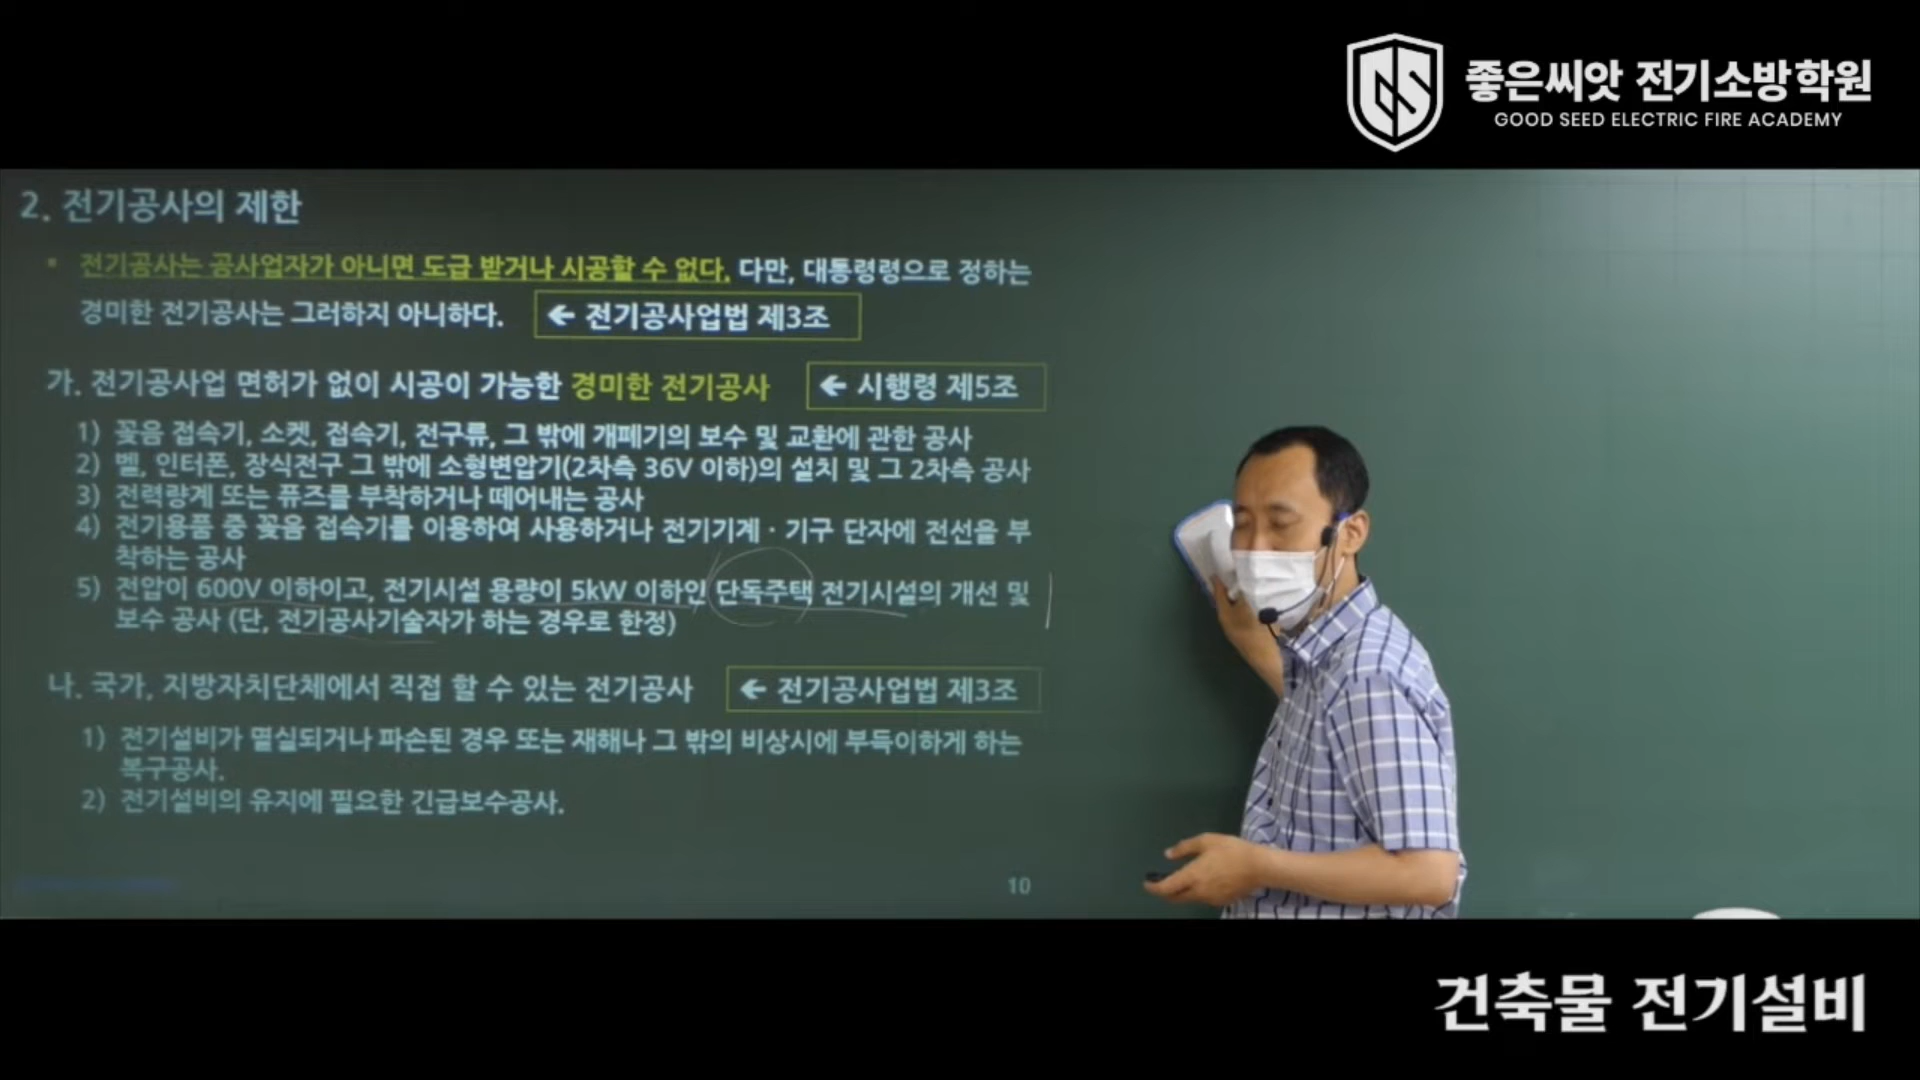 좋은씨앗 전기소방학원
GOOD SEED ELECTRIC FIRE ACADEMY
2. 전기공사의 제한
▪ 전기공사는 공사업자가 아니면 도급 받거나 시공할 수 없다. 다만, 대통령령으로 정하는
경미한 전기공사는 그러하지 아니하다. ← 전기공사업법 제3조
가. 전기공사업 면허가 없이 시공이 가능한 경미한 전기공사 ← 시행령 제5조
1) 꽂음 접속기, 소켓, 접속기, 전구류, 그 밖에 개폐기의 보수 및 교환에 관한 공사
2) 벨, 인터폰, 장식전구 그 밖에 소형변압기(2차측 36V 이하)의 설치 및 그 2차측 공사
3) 전력량계 또는 퓨즈를 부착하거나 떼어내는 공사
4) 전기용품 중 꽂음 접속기를 이용하여 사용하거나 전기기계 · 기구 단자에 전선을 부
착하는 공사
5) 전압이 600V 이하이고, 전기시설 용량이 5kW 이하인 단독주택 전기시설의 개선 및
보수 공사 (단, 전기공사기술자가 하는 경우로 한정)
나. 국가, 지방자치단체에서 직접 할 수 있는 전기공사 ← 전기공사업법 제3조
1) 전기설비가 멸실되거나 파손된 경우 또는 재해나 그 밖의 비상시에 부득이하게 하는
복구공사.
2) 전기설비의 유지에 필요한 긴급보수공사.
10
건축물 전기설비